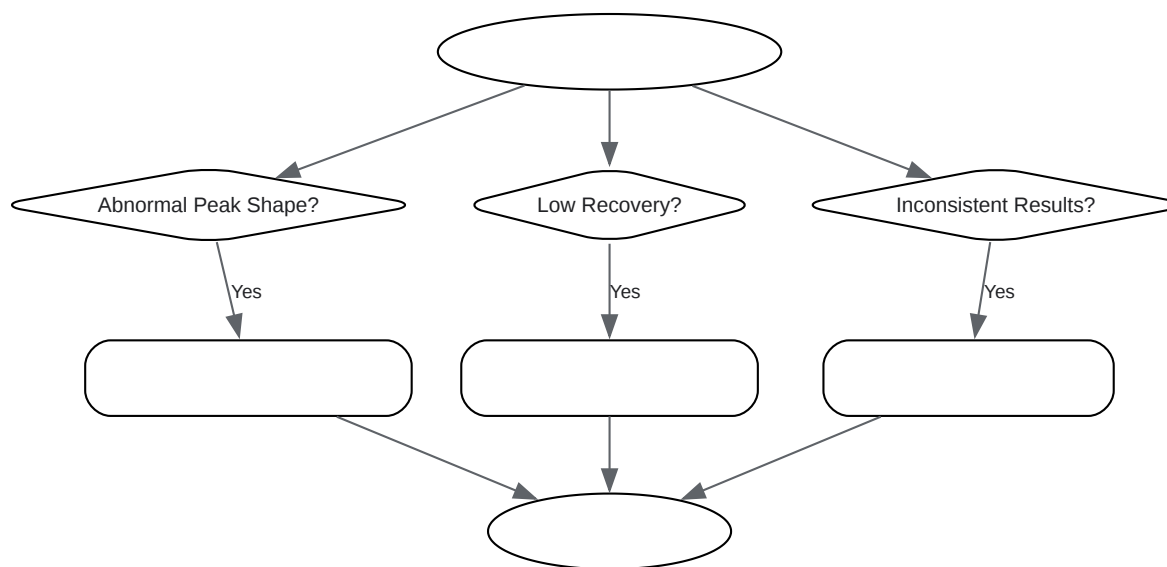 Abnormal Peak Shape?
Low Recovery?
Inconsistent Results?
Yes
Yes
Yes